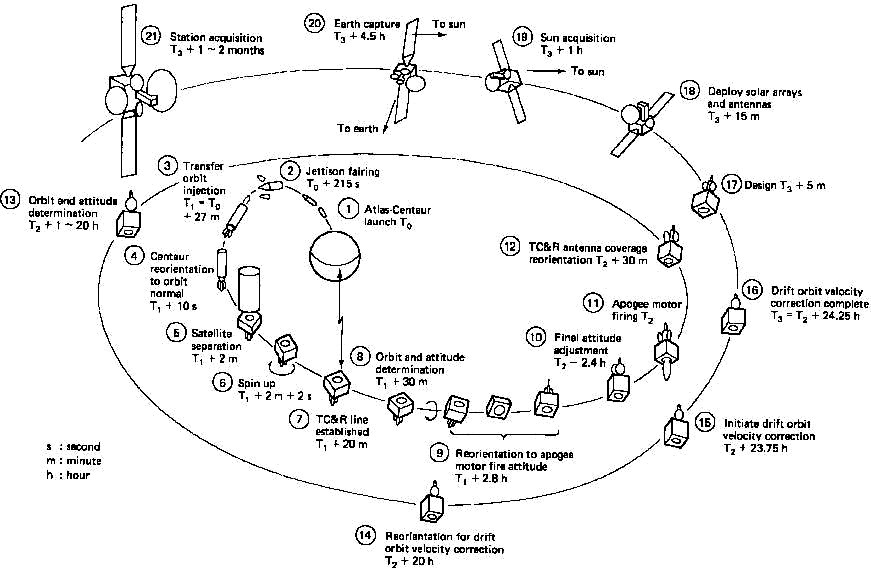 1 Atlas-Centaur
launch T0
2 Jettison fairing
T0 + 215 s
3 Transfer
orbit
injection
T1 = T0
+ 27 m
4 Centaur
reorientation
to orbit
normal
T1 + 10 s
5 Satellite
separation
T1 + 2 m
6 Spin up
T1 + 2 m + 2 s
7 TC&R line
established
T1 + 20 m
8 Orbit and attitude
determination
T1 + 30 m
9 Reorientation to apogee
motor fire attitude
T1 + 2.8 h
10 Final attitude
adjustment
T2 – 2.4 h
11 Apogee motor
firing T2
12 TC&R antenna coverage
reorientation T2 + 30 m
13 Orbit and attitude
determination
T2 + 1 ~ 20 h
14 Reorientation for drift
orbit velocity correction
T2 + 20 h
15 Initiate drift orbit
velocity correction
T2 + 23.75 h
16 Drift orbit velocity
correction complete
T3 = T2 + 24.25 h
17 Design T3 + 5 m
18 Deploy solar arrays
and antennas
T3 + 15 m
19 Sun acquisition
T3 + 1 h
To sun
20 Earth capture
T3 + 4.5 h
To sun
To earth
21 Station acquisition
T3 + 1 ~ 2 months
s : second
m : minute
h : hour